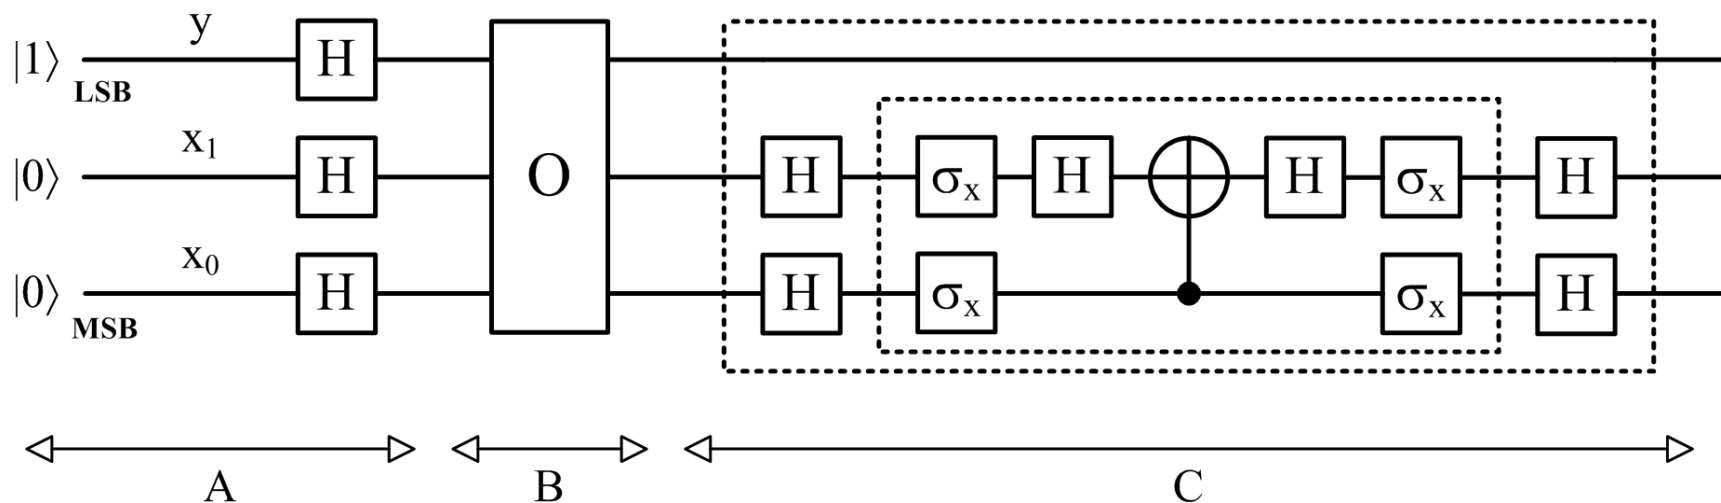 y
|1⟩ H
LSB
O
x₁
|0⟩ H H σₓ H H σₓ H
x₀
|0⟩ H H σₓ σₓ H
MSB
A B C